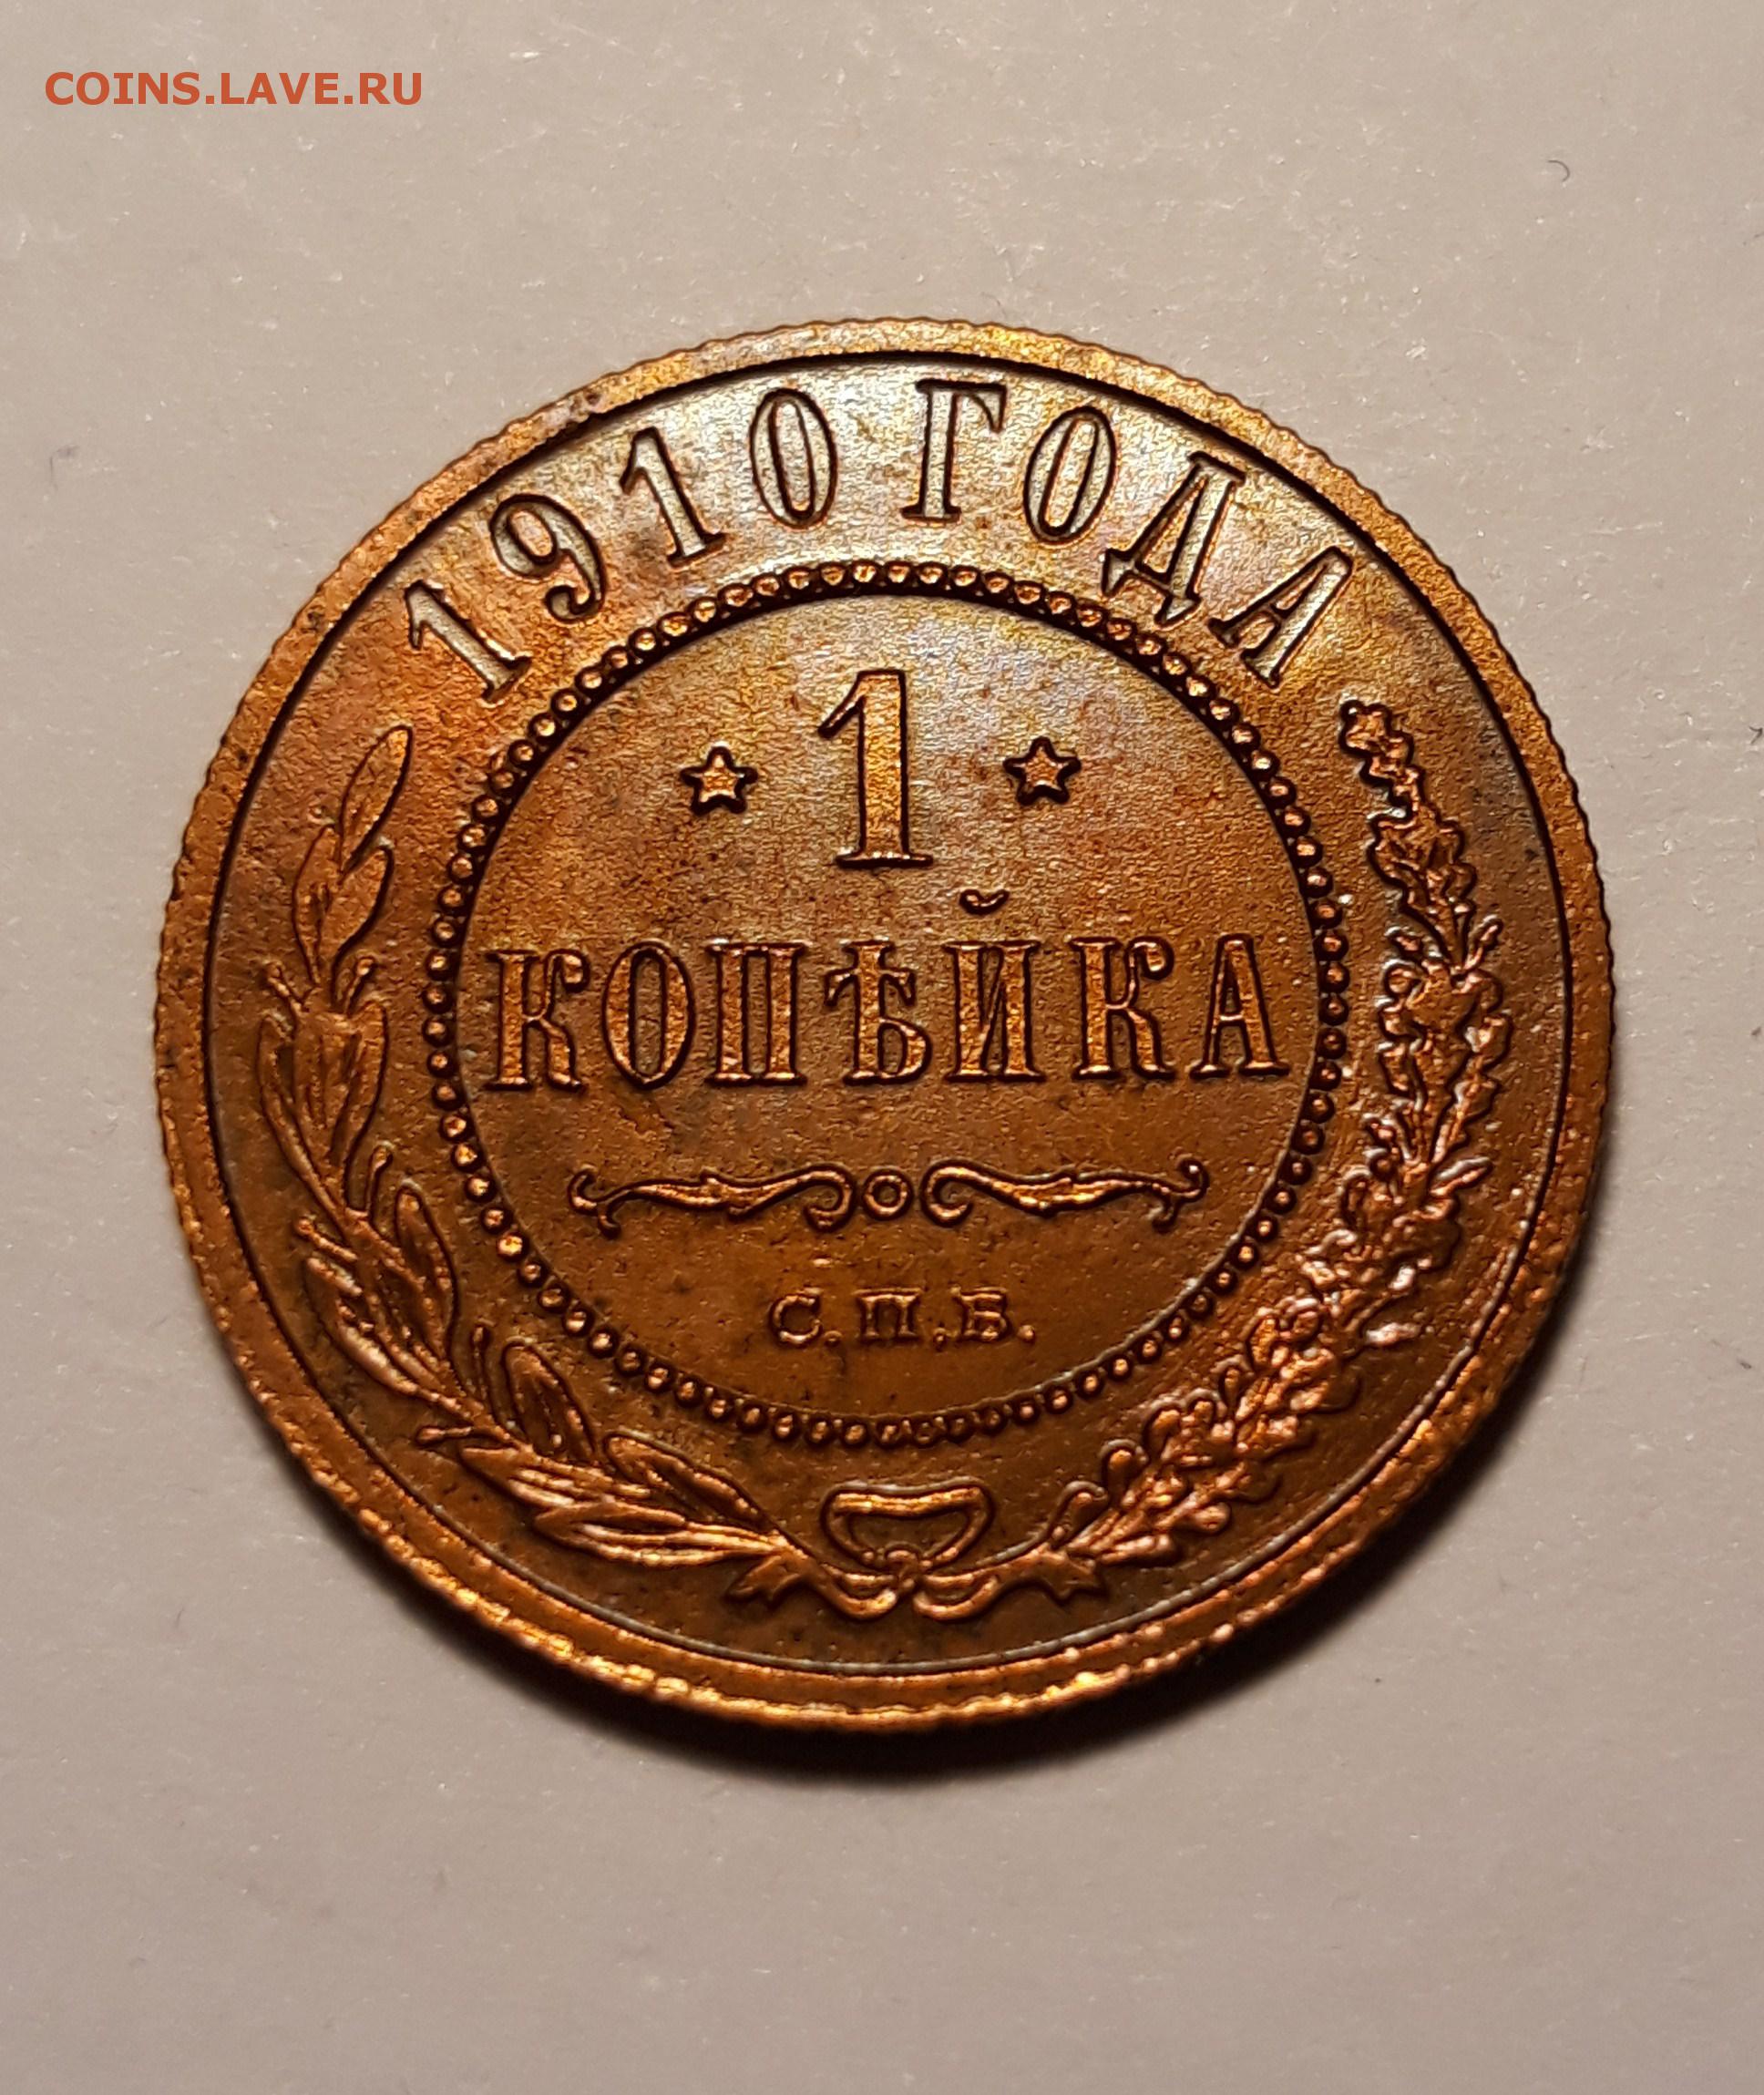 COINS.LAVE.RU
1910 ГОДА
1
КОПѢЙКА
С.П.Б.